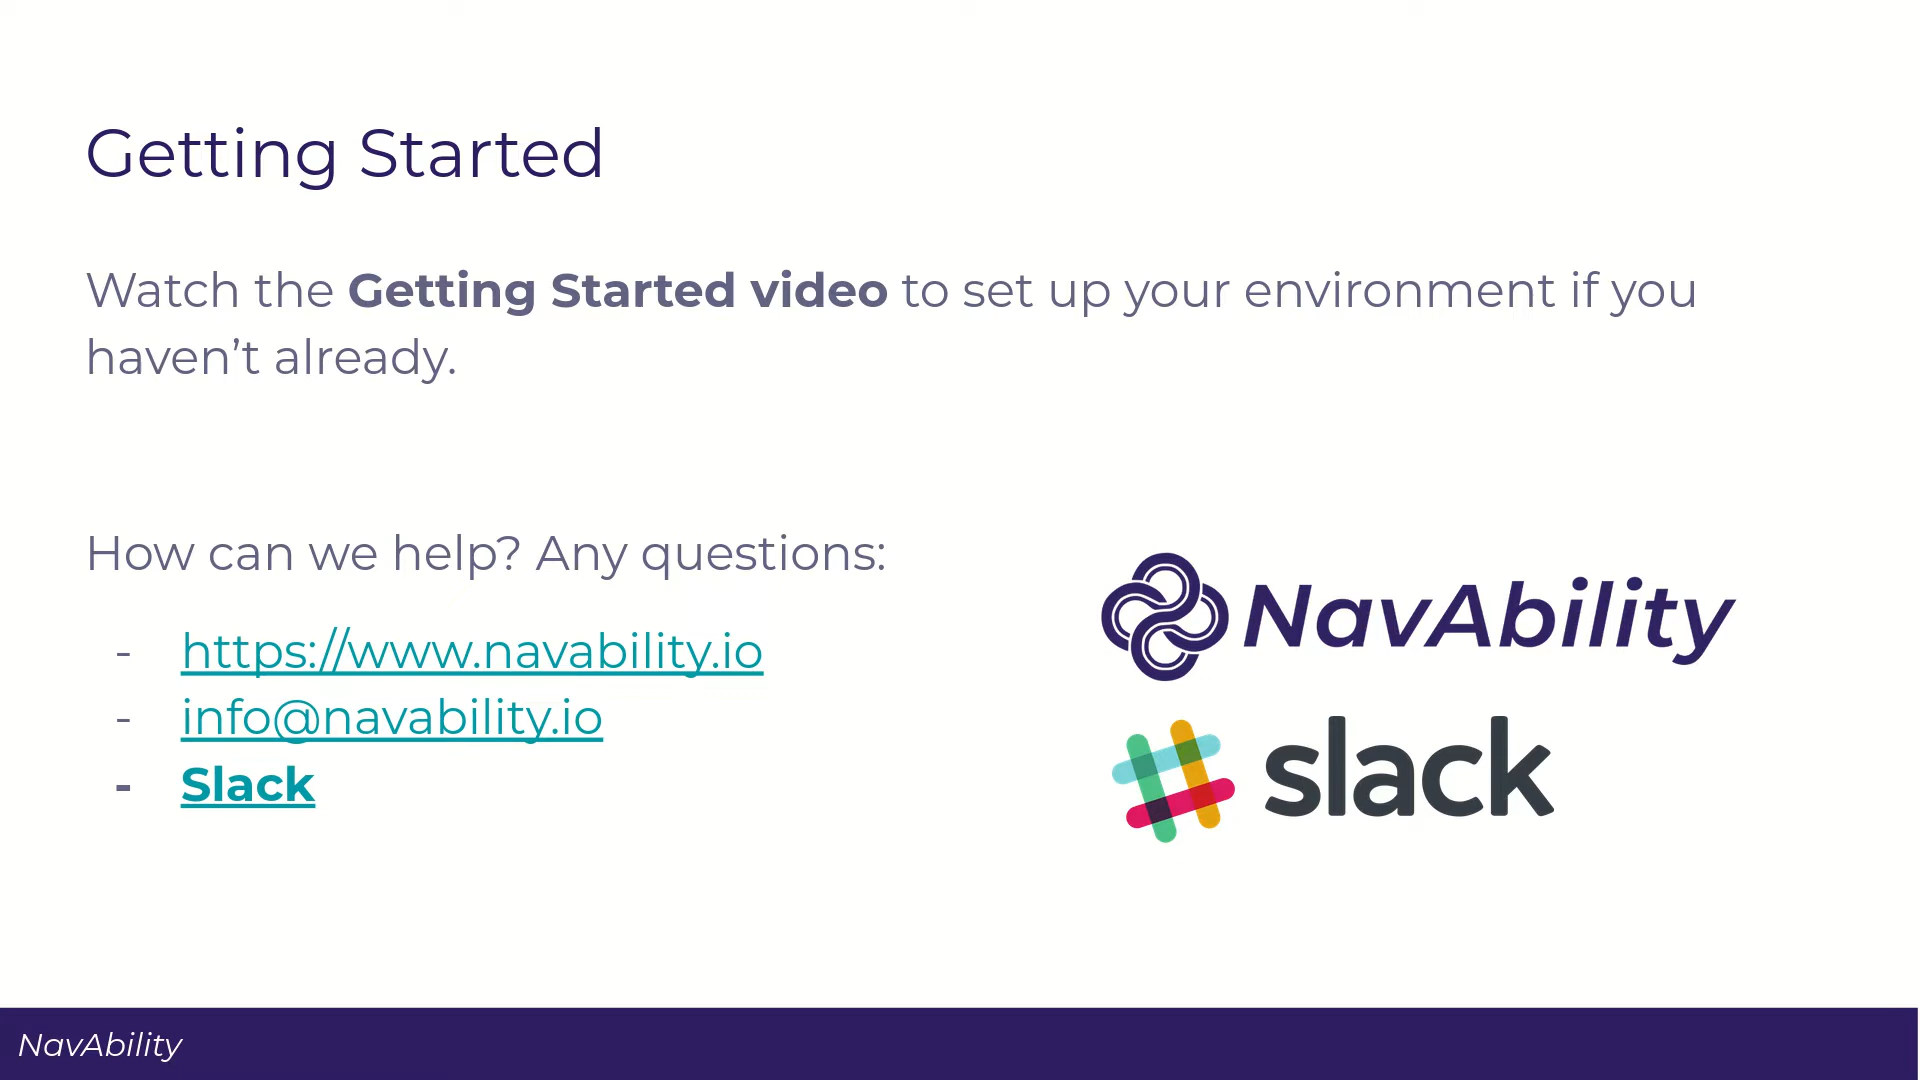 Getting Started
Watch the Getting Started video to set up your environment if you
haven’t already.
How can we help? Any questions:
- https://www.navability.io
- info@navability.io
- Slack
NavAbility
slack
NavAbility